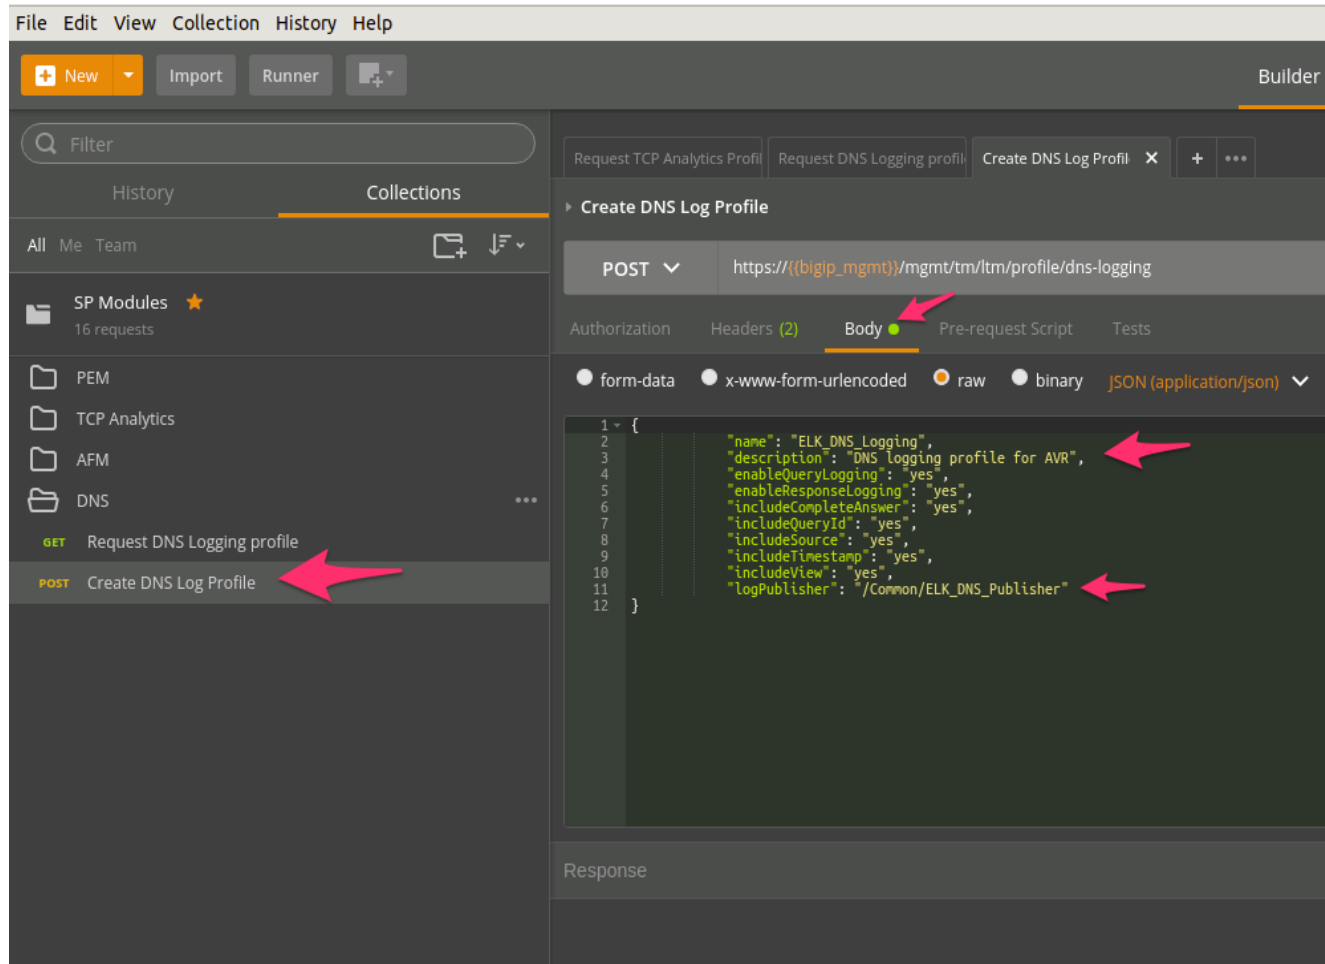 File Edit View Collection History Help
New Import Runner Builder
Filter
History Collections
All Me Team
SP Modules
16 requests
PEM
TCP Analytics
AFM
DNS
GET Request DNS Logging profile
POST Create DNS Log Profile
Request TCP Analytics Profil Request DNS Logging profil Create DNS Log Profil
Create DNS Log Profile
POST https://{{bigip_mgmt}}/mgmt/tm/ltm/profile/dns-logging
Authorization Headers (2) Body Pre-request Script Tests
form-data x-www-form-urlencoded raw binary JSON (application/json)
1 {
2 "name": "ELK_DNS_Logging",
3 "description": "DNS logging profile for AVR",
4 "enableQueryLogging": "yes",
5 "enableResponseLogging": "yes",
6 "includeCompleteAnswer": "yes",
7 "includeQueryId": "yes",
8 "includeSource": "yes",
9 "includeTimestamp": "yes",
10 "includeView": "yes",
11 "logPublisher": "/Common/ELK_DNS_Publisher"
12 }
Response